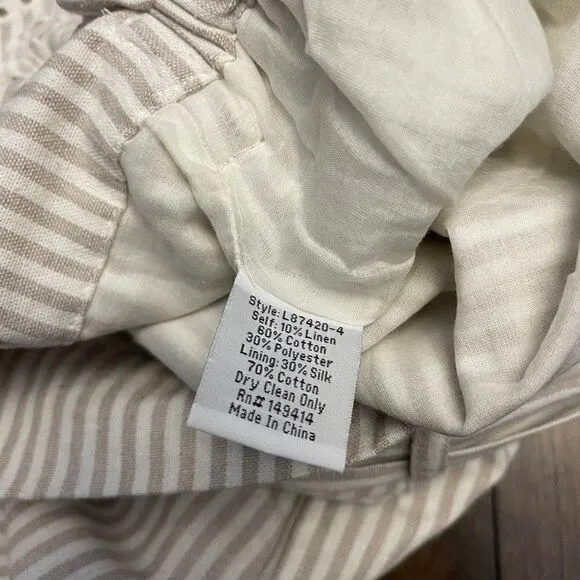 Style: L87420-4
Self: 10% Linen
60% Cotton
30% Polyester
Lining: 30% Silk
70% Cotton
Dry Clean Only
Rn# 149414
Made In China